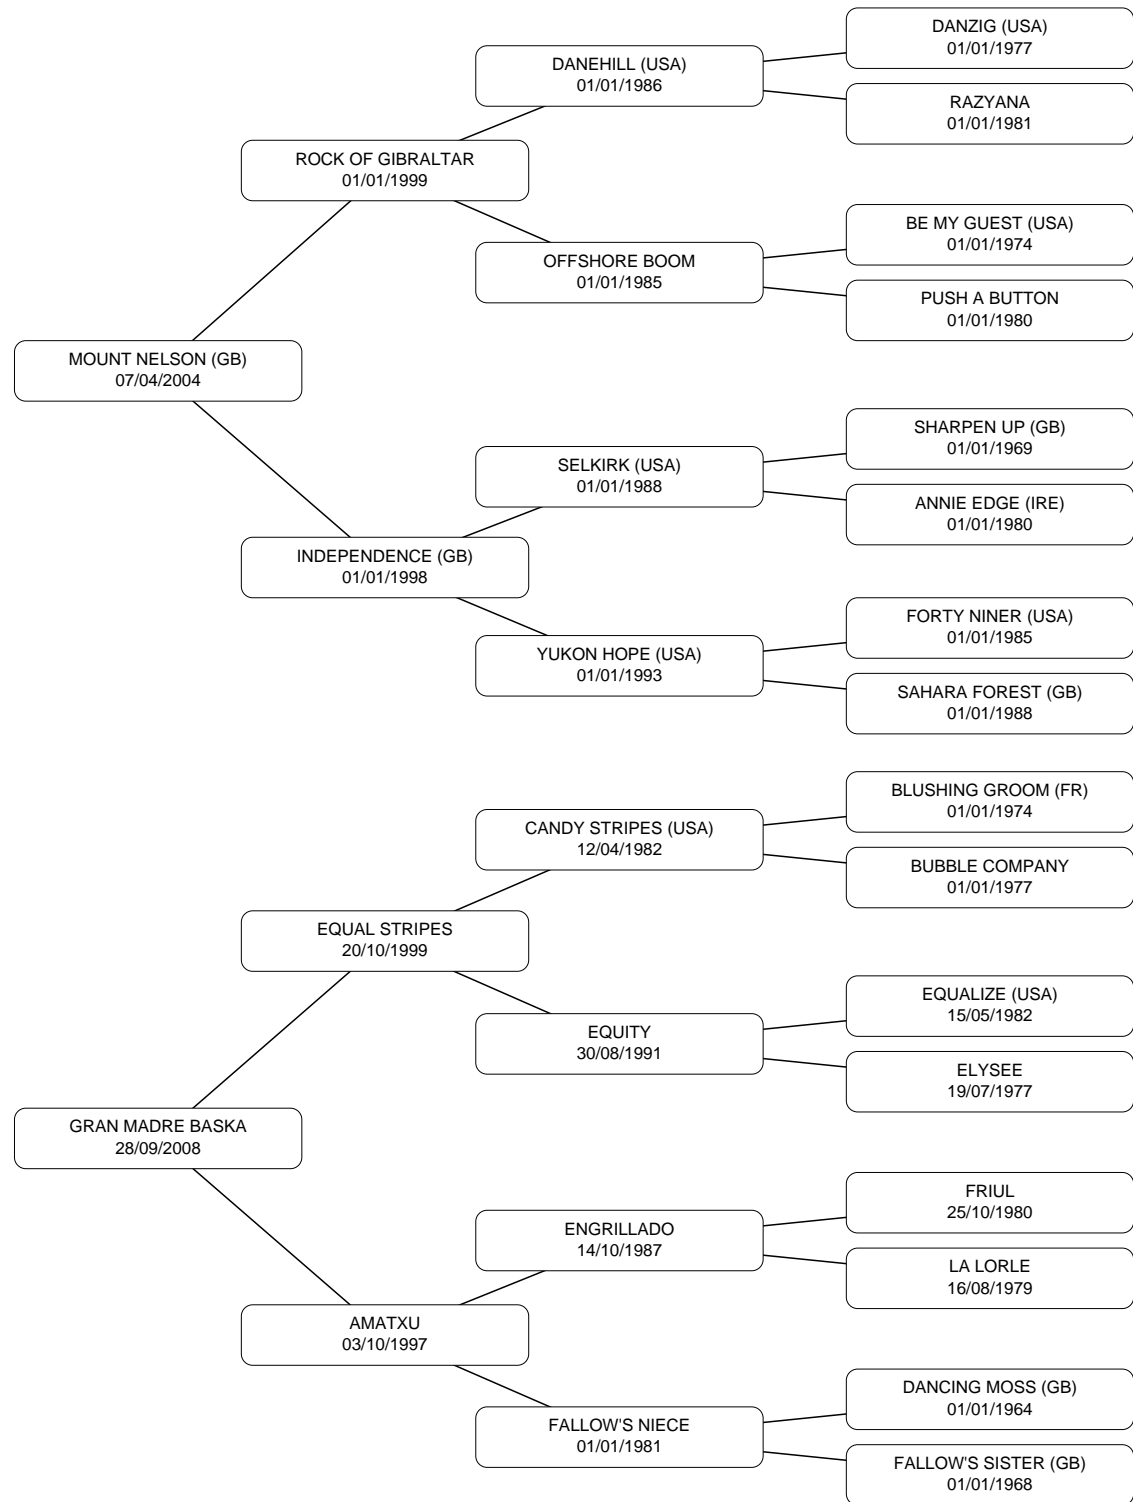 DANZIG (USA)
01/01/1977
DANEHILL (USA)
01/01/1986
RAZYANA
01/01/1981
ROCK OF GIBRALTAR
01/01/1999
BE MY GUEST (USA)
01/01/1974
OFFSHORE BOOM
01/01/1985
PUSH A BUTTON
01/01/1980
MOUNT NELSON (GB)
07/04/2004
SHARPEN UP (GB)
01/01/1969
SELKIRK (USA)
01/01/1988
ANNIE EDGE (IRE)
01/01/1980
INDEPENDENCE (GB)
01/01/1998
FORTY NINER (USA)
01/01/1985
YUKON HOPE (USA)
01/01/1993
SAHARA FOREST (GB)
01/01/1988
BLUSHING GROOM (FR)
01/01/1974
CANDY STRIPES (USA)
12/04/1982
BUBBLE COMPANY
01/01/1977
EQUAL STRIPES
20/10/1999
EQUALIZE (USA)
15/05/1982
EQUITY
30/08/1991
ELYSEE
19/07/1977
GRAN MADRE BASKA
28/09/2008
FRIUL
25/10/1980
ENGRILLADO
14/10/1987
LA LORLE
16/08/1979
AMATXU
03/10/1997
DANCING MOSS (GB)
01/01/1964
FALLOW'S NIECE
01/01/1981
FALLOW'S SISTER (GB)
01/01/1968